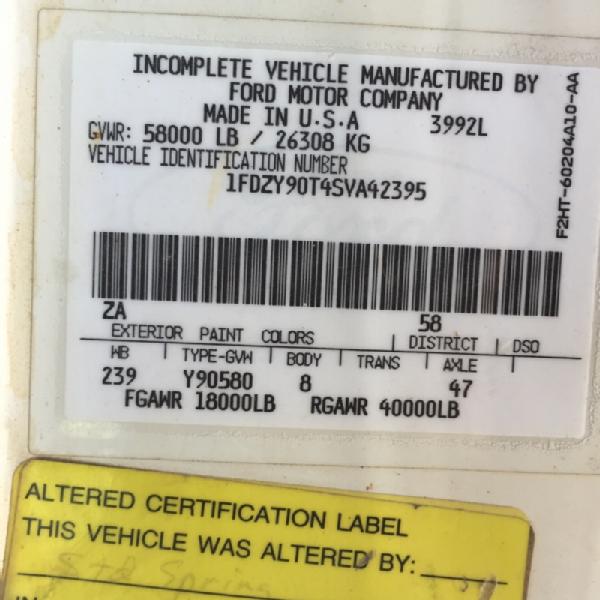 INCOMPLETE VEHICLE MANUFACTURED BY
FORD MOTOR COMPANY
MADE IN U.S.A 3992L
GVWR: 58000 LB / 26308 KG
VEHICLE IDENTIFICATION NUMBER
1FDZY90T4SVA42395
F2HT-60204A10-AA
ZA 58
EXTERIOR PAINT COLORS DISTRICT DSO
WB TYPE-GVW BODY TRANS AXLE
239 Y90580 8 47
FGAWR 18000LB RGAWR 40000LB
ALTERED CERTIFICATION LABEL
THIS VEHICLE WAS ALTERED BY:
Spring